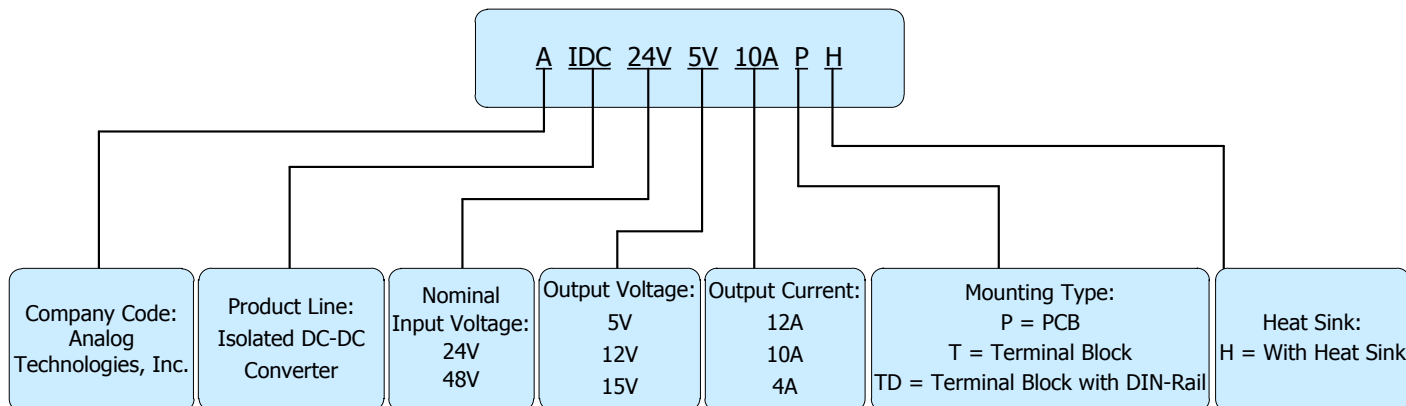 A IDC 24V 5V 10A P H
Company Code:
Analog
Technologies, Inc.
Product Line:
Isolated DC-DC
Converter
Nominal
Input Voltage:
24V
48V
Output Voltage:
5V
12V
15V
Output Current:
12A
10A
4A
Mounting Type:
P = PCB
T = Terminal Block
TD = Terminal Block with DIN-Rail
Heat Sink:
H = With Heat Sink